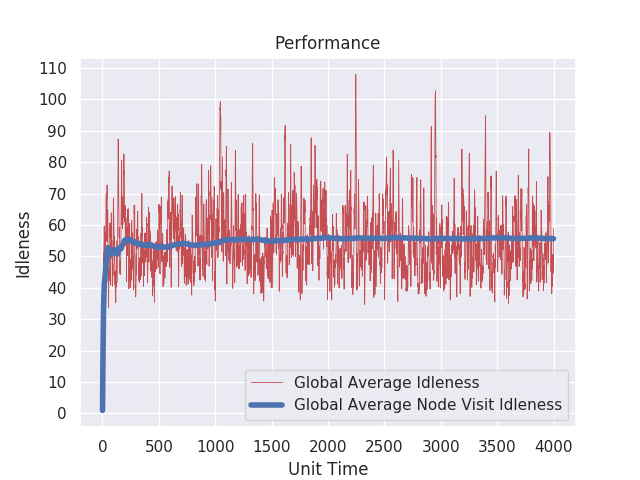 Performance
110
100
90
80
70
60
50
40
30
20
10
0
Idleness
Global Average Idleness
Global Average Node Visit Idleness
0 500 1000 1500 2000 2500 3000 3500 4000
Unit Time